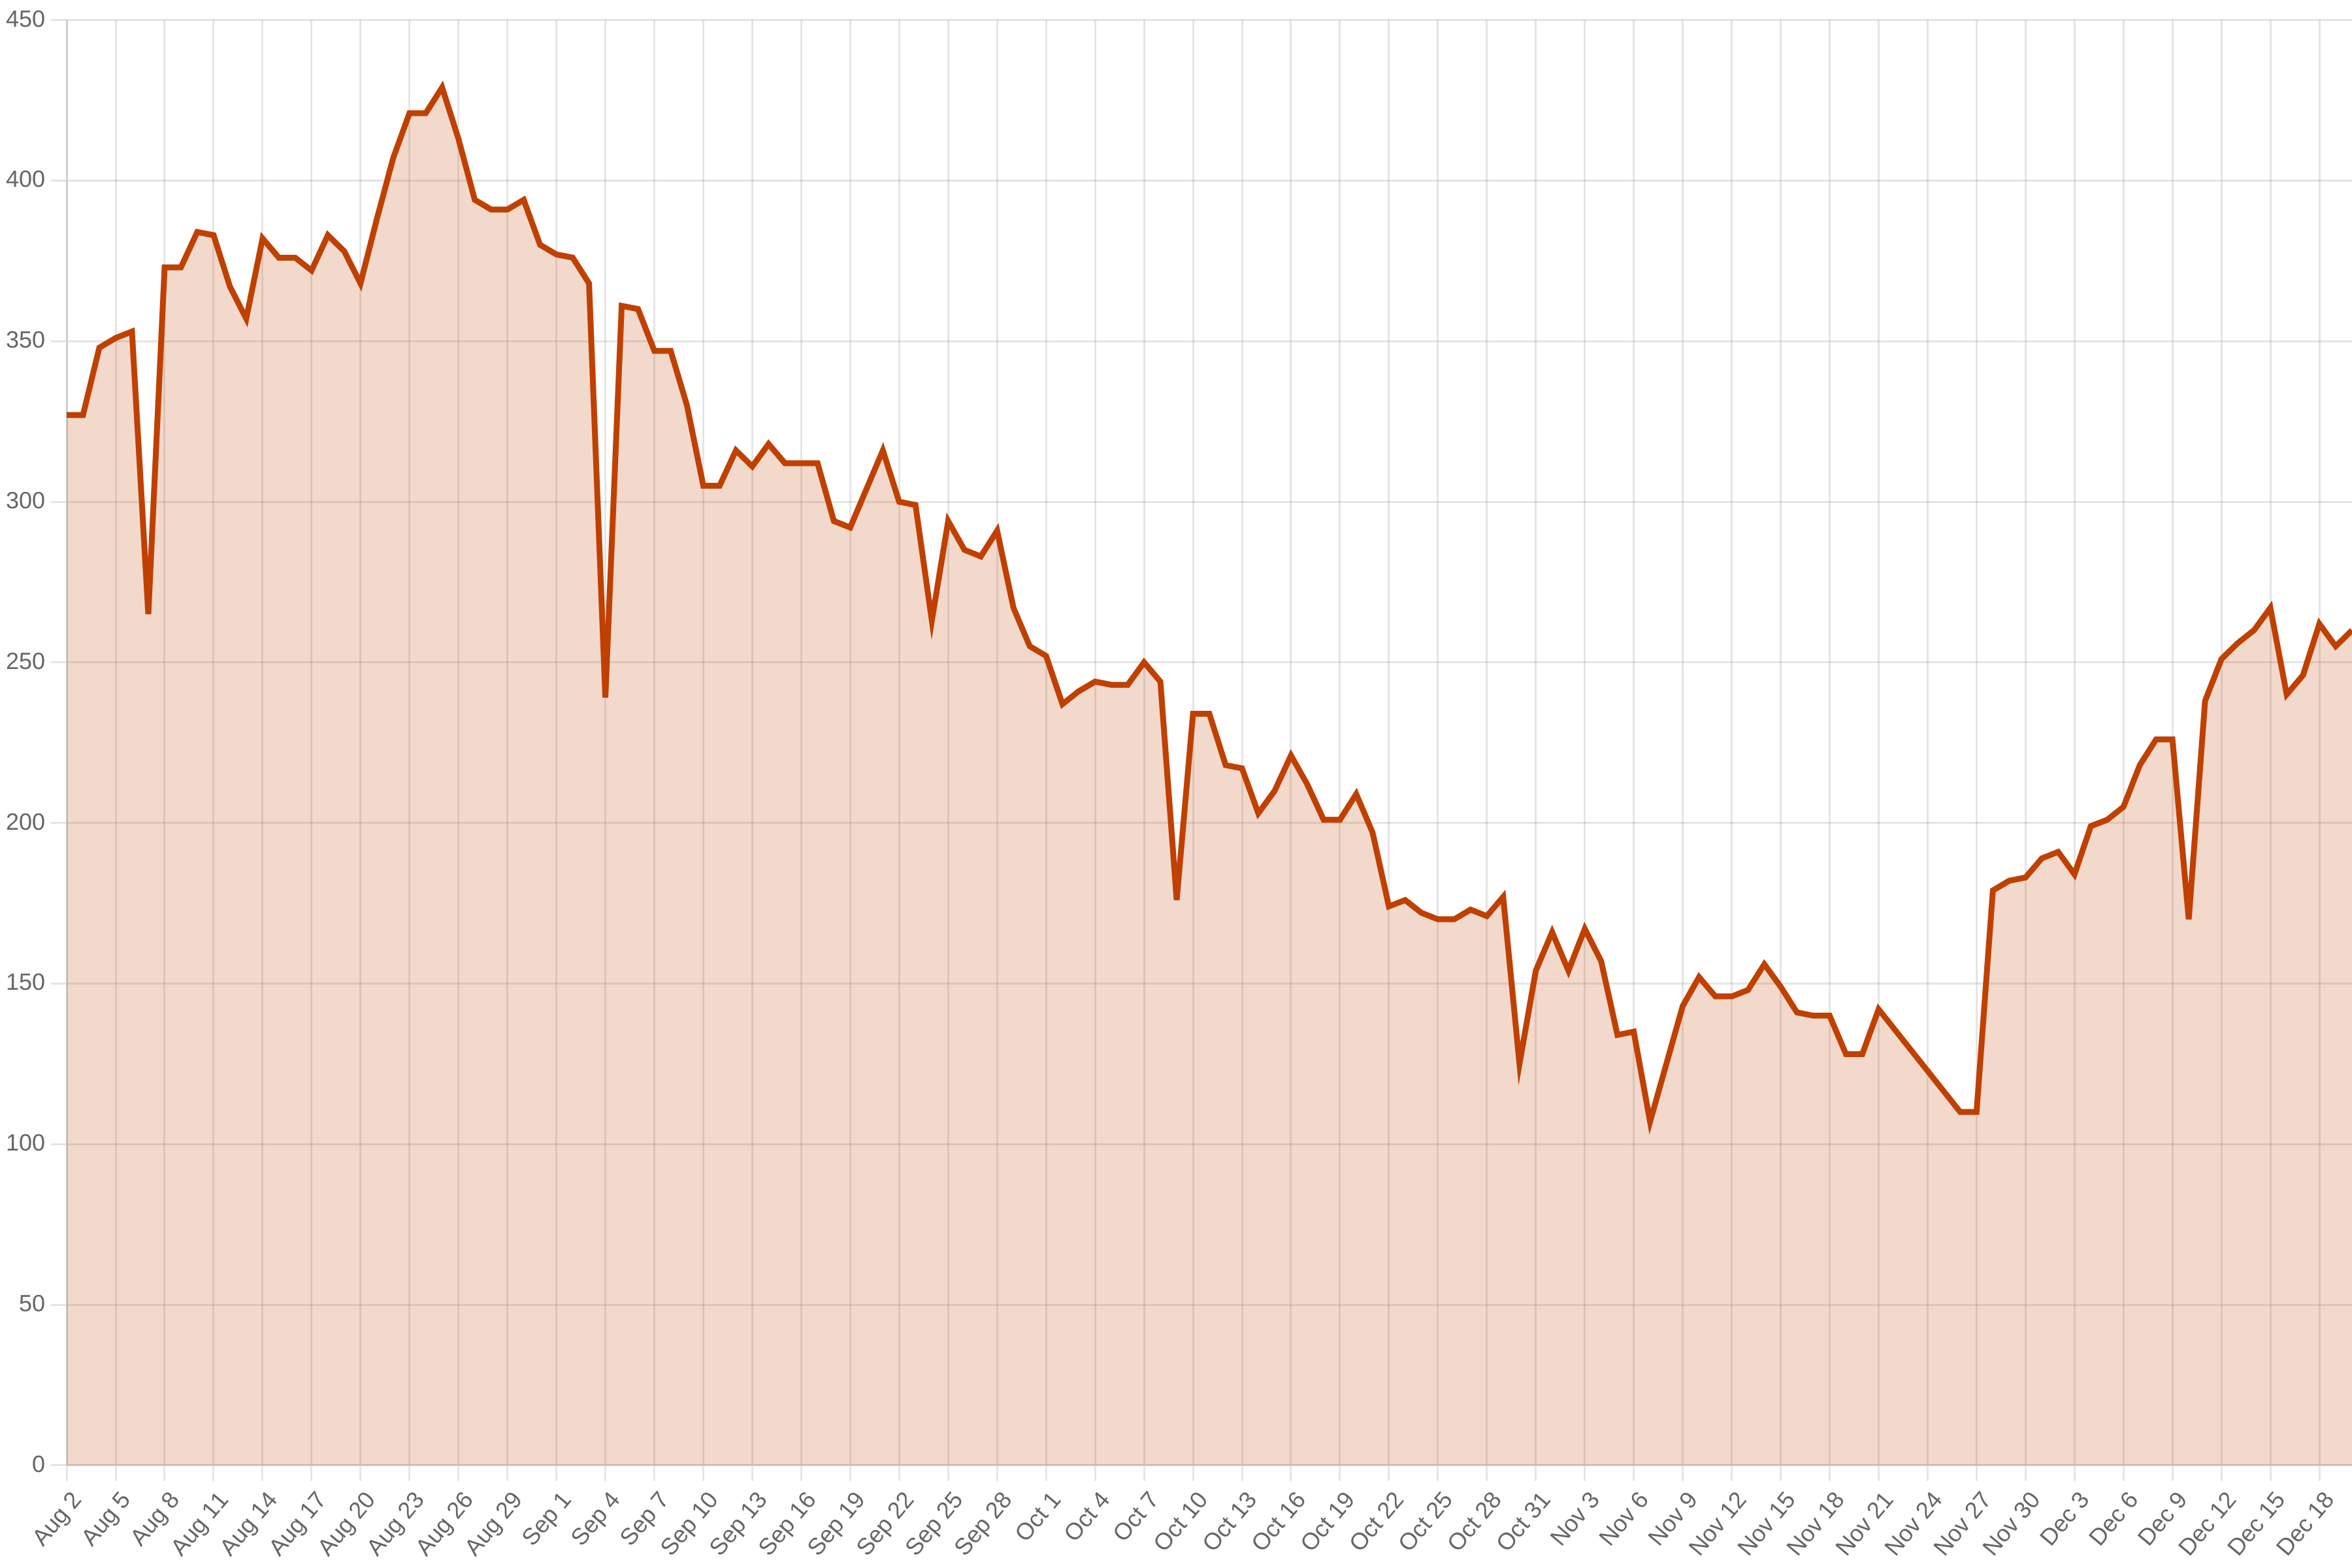 450
400
350
300
250
200
150
100
50
0
Aug 2
Aug 5
Aug 8
Aug 11
Aug 14
Aug 17
Aug 20
Aug 23
Aug 26
Aug 29
Sep 1
Sep 4
Sep 7
Sep 10
Sep 13
Sep 16
Sep 19
Sep 22
Sep 25
Sep 28
Oct 1
Oct 4
Oct 7
Oct 10
Oct 13
Oct 16
Oct 19
Oct 22
Oct 25
Oct 28
Oct 31
Nov 3
Nov 6
Nov 9
Nov 12
Nov 15
Nov 18
Nov 21
Nov 24
Nov 27
Nov 30
Dec 3
Dec 6
Dec 9
Dec 12
Dec 15
Dec 18